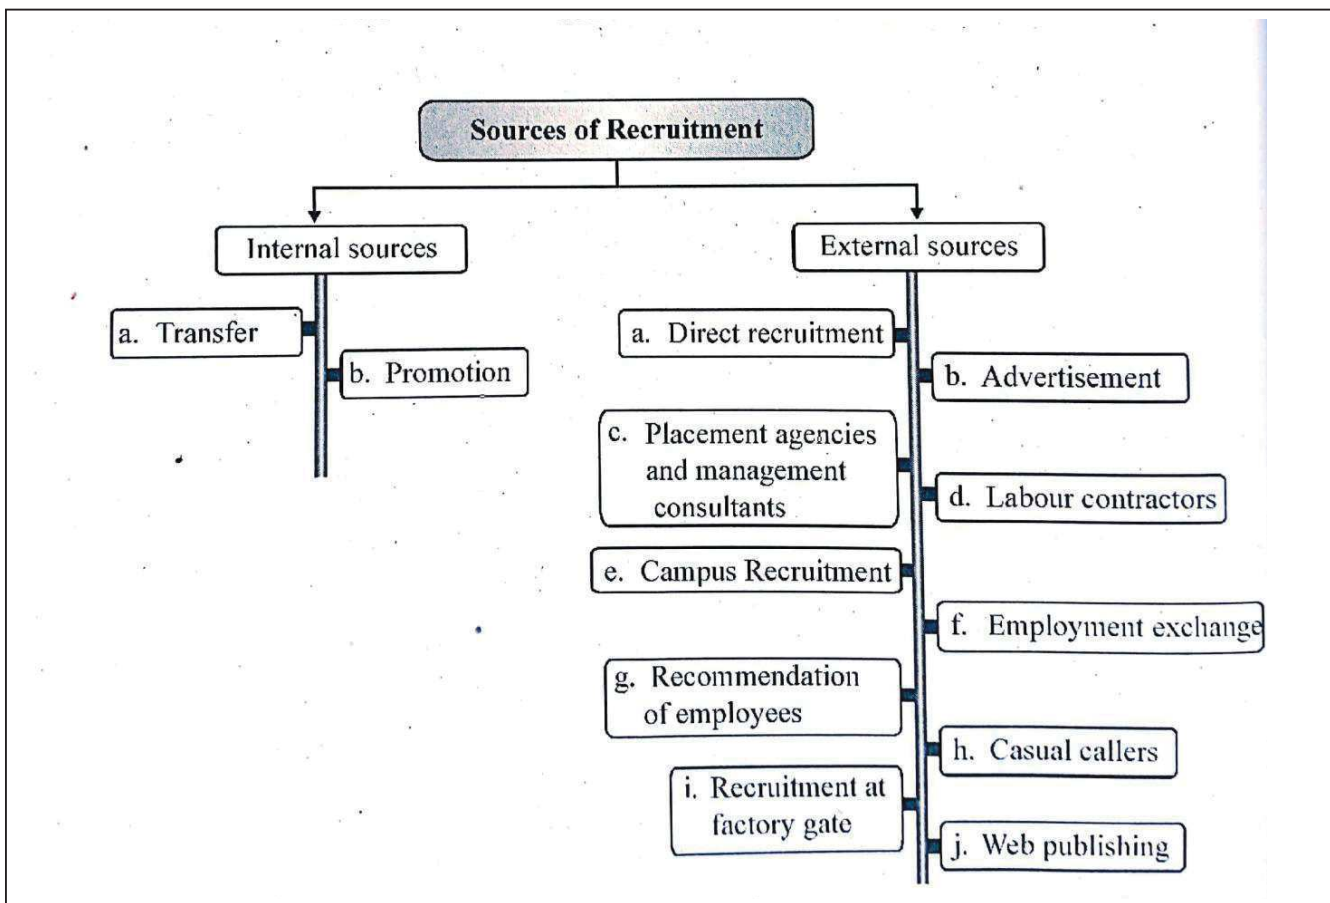 Sources of Recruitment
Internal sources
a. Transfer
b. Promotion
External sources
a. Direct recruitment
b. Advertisement
c. Placement agencies
and management
consultants
d. Labour contractors
e. Campus Recruitment
f. Employment exchange
g. Recommendation
of employees
h. Casual callers
i. Recruitment at
factory gate
j. Web publishing